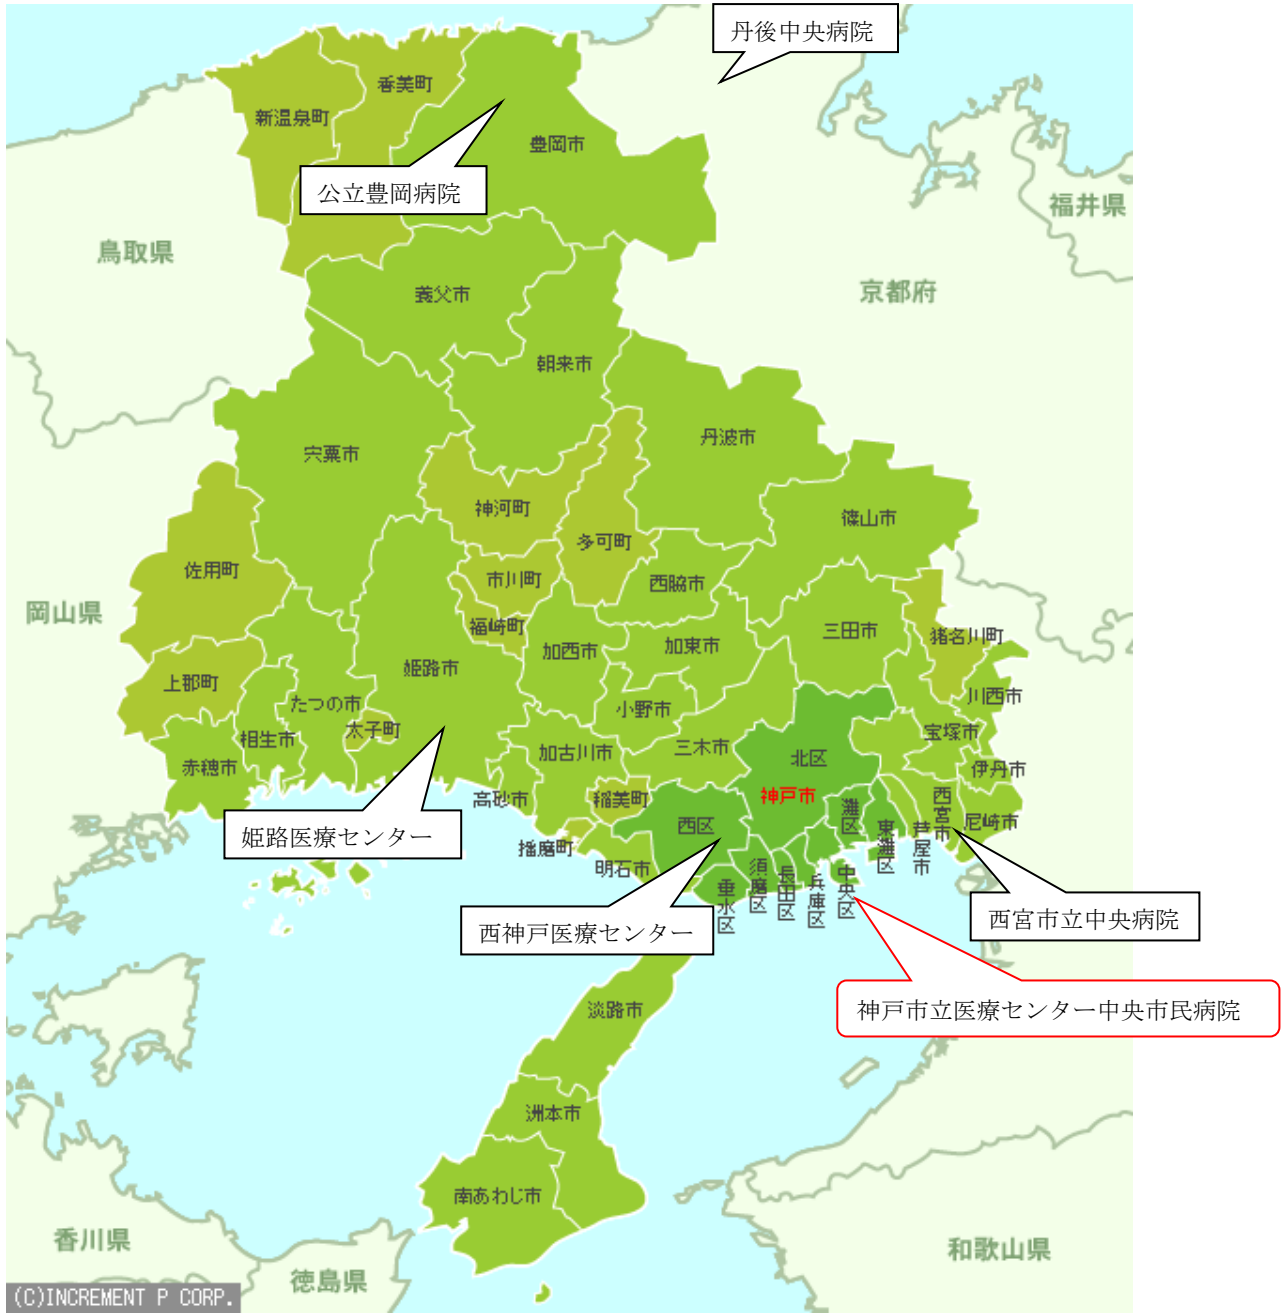 丹後中央病院
香美町
新温泉町
豊岡市
公立豊岡病院
福井県
鳥取県
京都府
養父市
朝来市
丹波市
宍粟市
神河町
篠山市
多可町
佐用町
市川町
西脇市
岡山県
福崎町
三田市
猪名川町
加西市
加東市
姫路市
上郡町
川西市
たつの市
小野市
太子町
宝塚市
相生市
三木市
加古川市
北区
赤穂市
伊丹市
神戸市
高砂市
稲美町
西宮市
灘区
尼崎市
西区
東灘区
芦屋市
姫路医療センター
播磨町
明石市
須磨区
長田区
兵庫区
中央区
垂水区
西神戸医療センター
西宮市立中央病院
神戸市立医療センター中央市民病院
淡路市
洲本市
南あわじ市
香川県
徳島県
和歌山県
(C)INCREMENT P CORP.